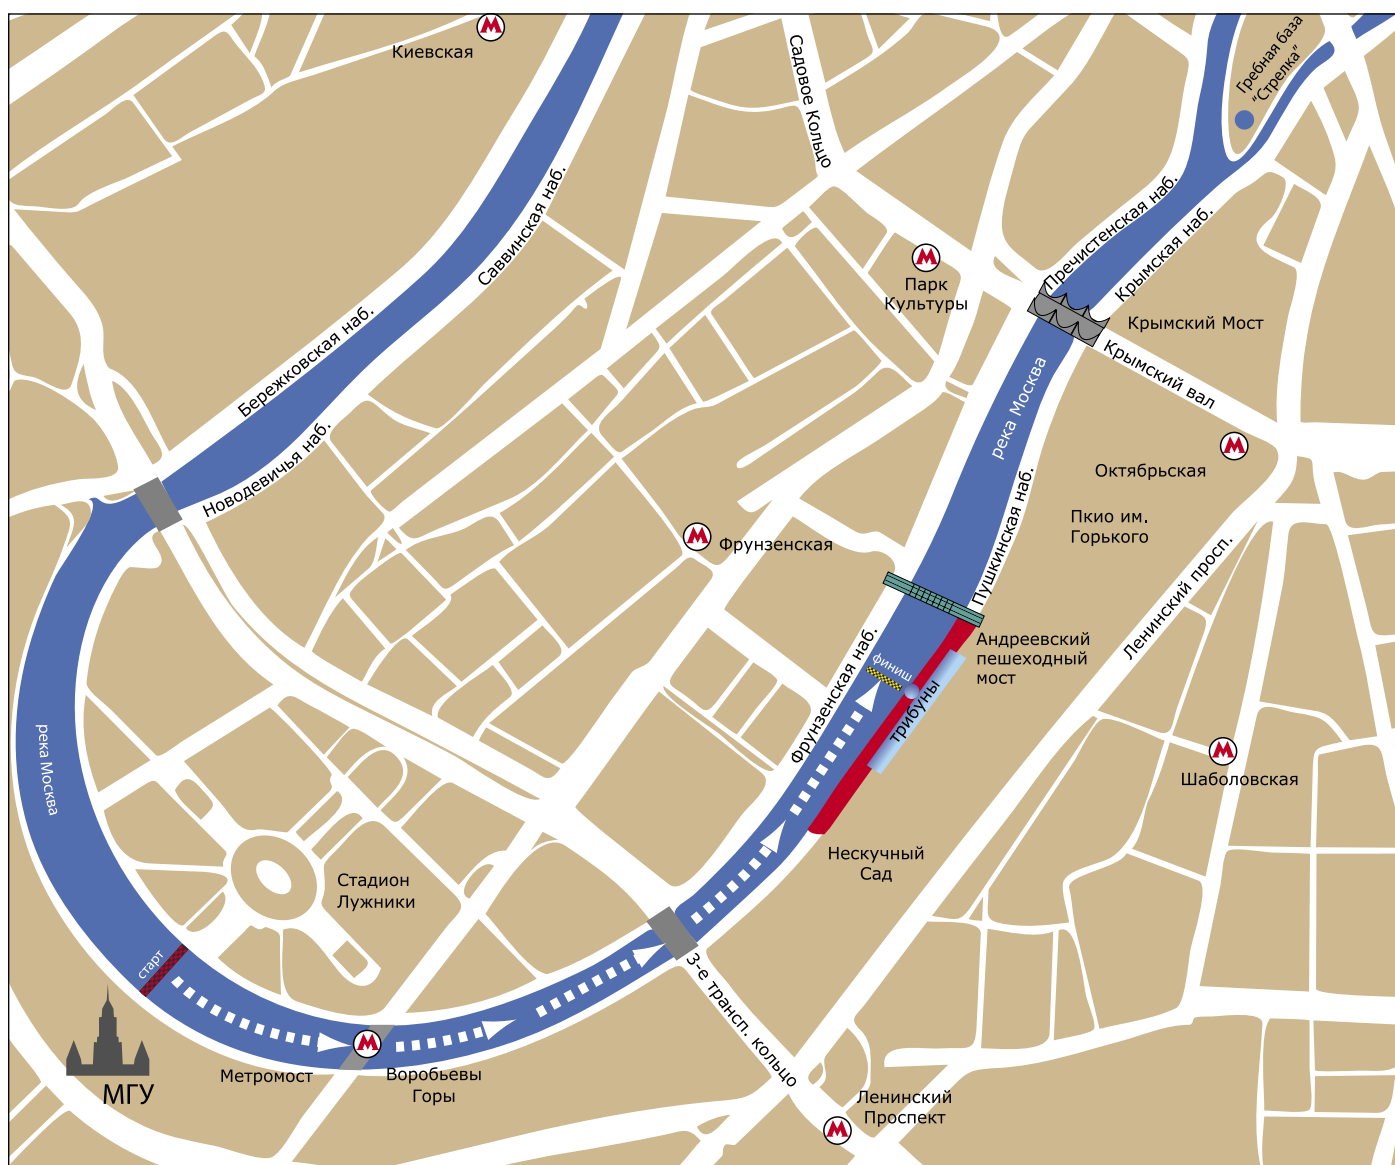 Киевская
Садовое Кольцо
Гребная база
“Стрелка”
Саввинская наб.
Пречистенская наб.
Крымская наб.
Парк
Культуры
Бережковская наб.
Крымский Мост
Крымский вал
река Москва
Новодевичья наб.
Октябрьская
Пкио им.
Горького
Пушкинская наб.
Фрунзенская
Ленинский просп.
Андреевский
пешеходный
мост
Фрунзенская наб.
финиш
трибуны
река Москва
Шаболовская
Нескучный
Сад
Стадион
Лужники
старт
3-е трансп. кольцо
МГУ
Метромост
Воробьевы
Горы
Ленинский
Проспект
М
М
М
М
М
М
М